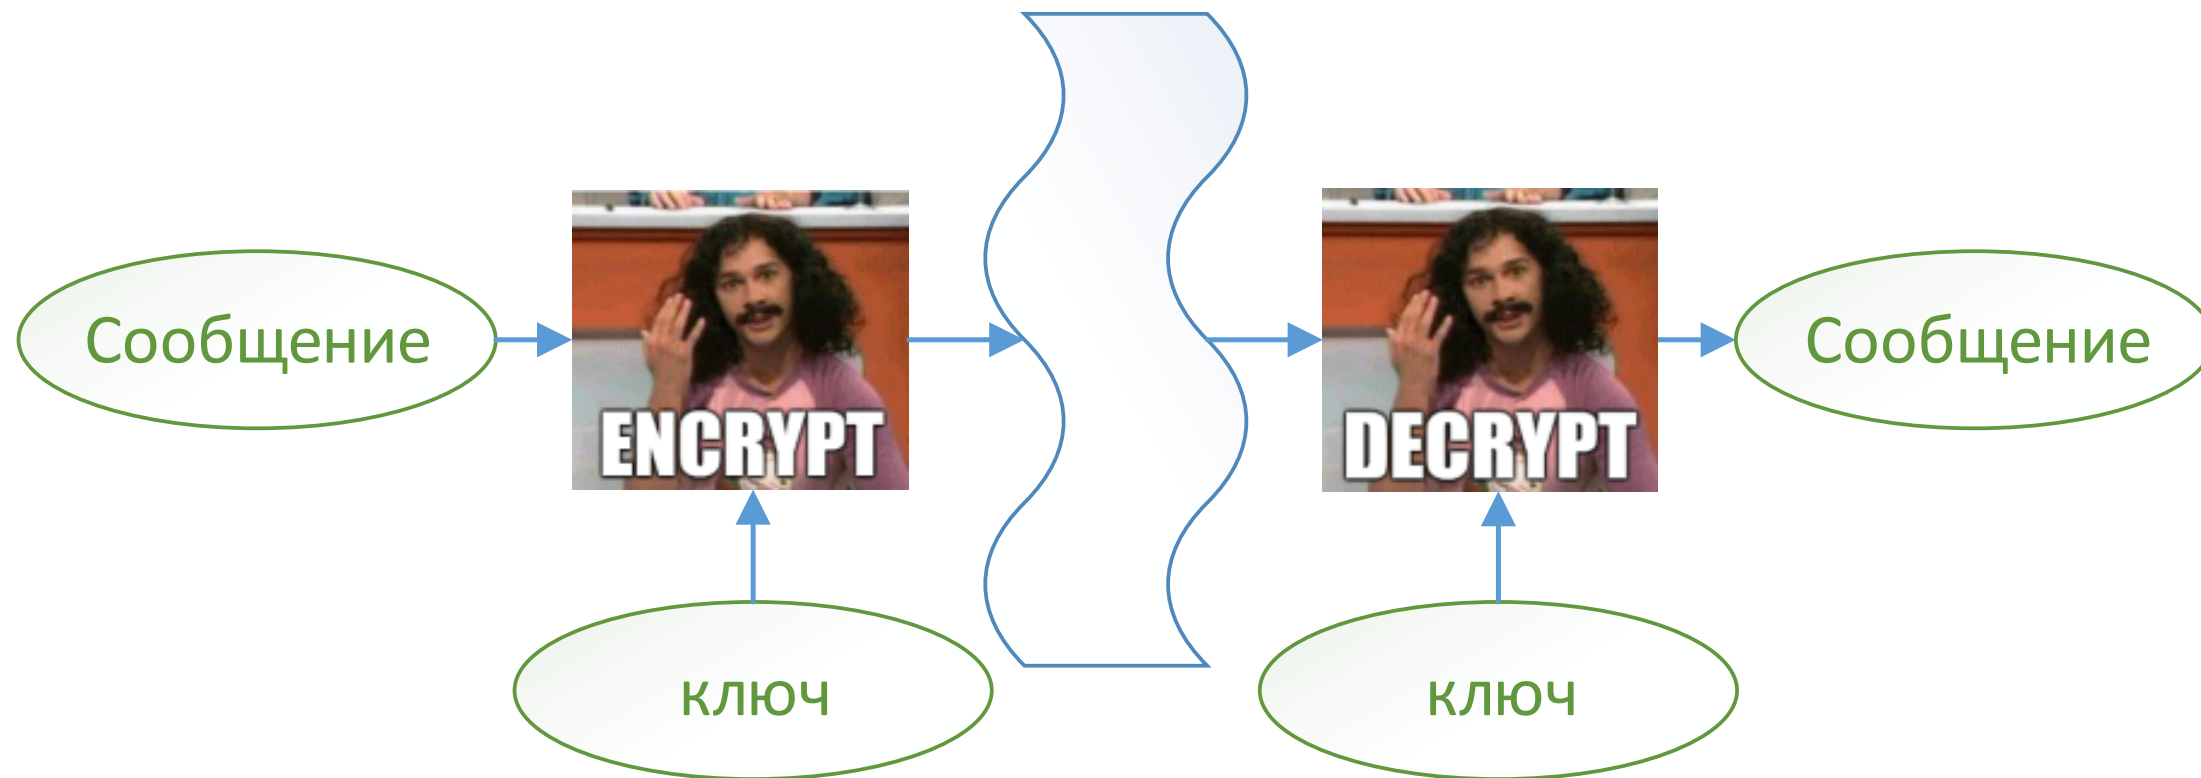 Сообщение
ENCRYPT
DECRYPT
Сообщение
ключ
ключ